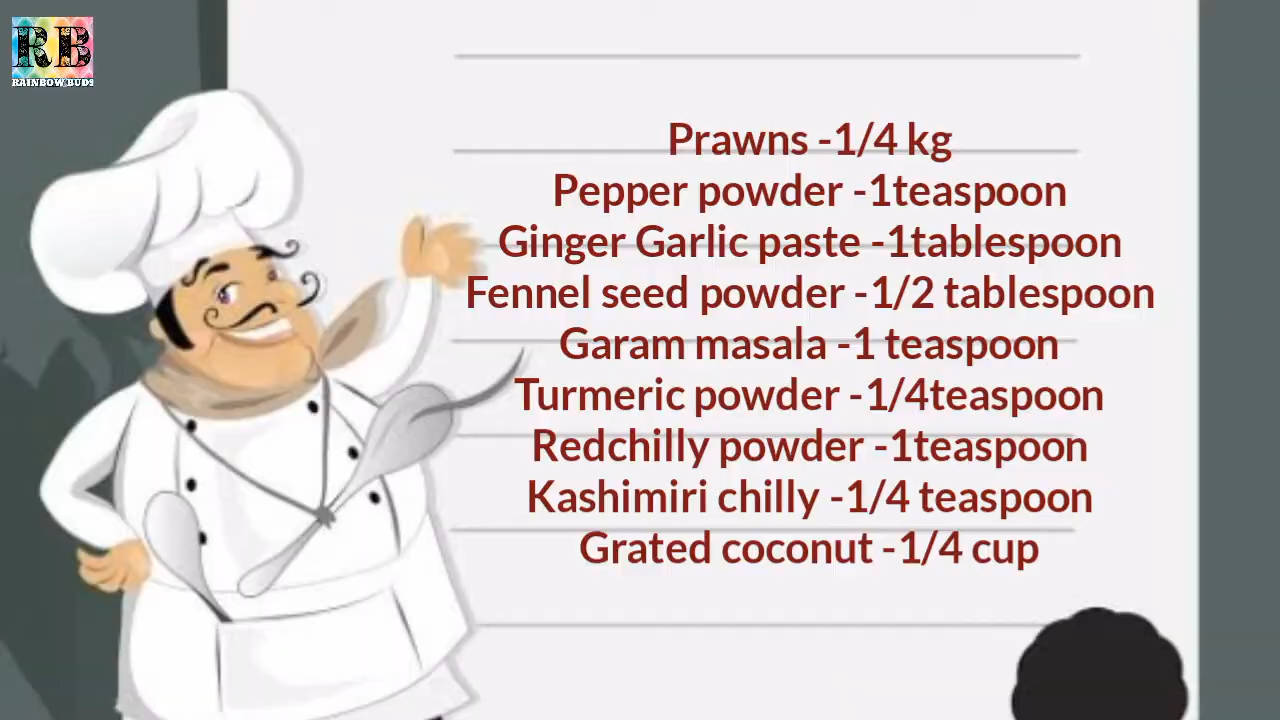 RB
RAINBOW BUDS
Prawns -1/4 kg
Pepper powder -1teaspoon
Ginger Garlic paste -1tablespoon
Fennel seed powder -1/2 tablespoon
Garam masala -1 teaspoon
Turmeric powder -1/4teaspoon
Redchilly powder -1teaspoon
Kashimiri chilly -1/4 teaspoon
Grated coconut -1/4 cup